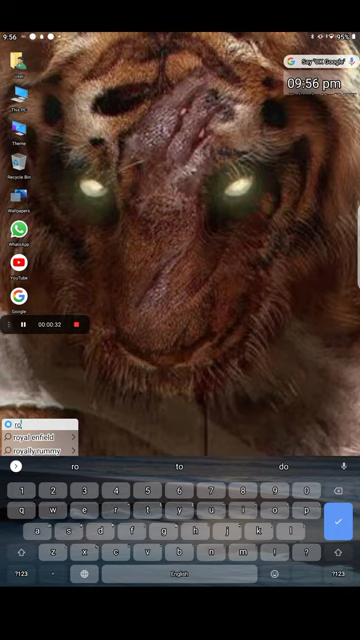 9:56
95%
User
Say "OK Google"
09:56 pm
This PC
Theme
Recycle Bin
Wallpapers
WhatsApp
YouTube
Google
00:00:32
ro
royal enfield
royally rummy
ro to do
1 2 3 4 5 6 7 8 9 0
q w e r t y u i o p
a s d f g h j k l
z x c v b n m ! ?
?123 English ?123